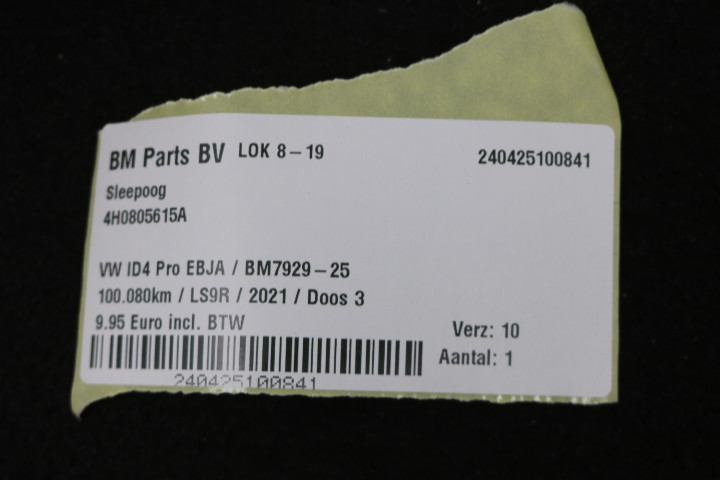 BM Parts BV LOK 8-19 240425100841
Sleepoog
4H0805615A
VW ID4 Pro EBJA / BM7929-25
100.080km / LS9R / 2021 / Doos 3
9.95 Euro incl. BTW
Verz: 10
Aantal: 1
240425100841